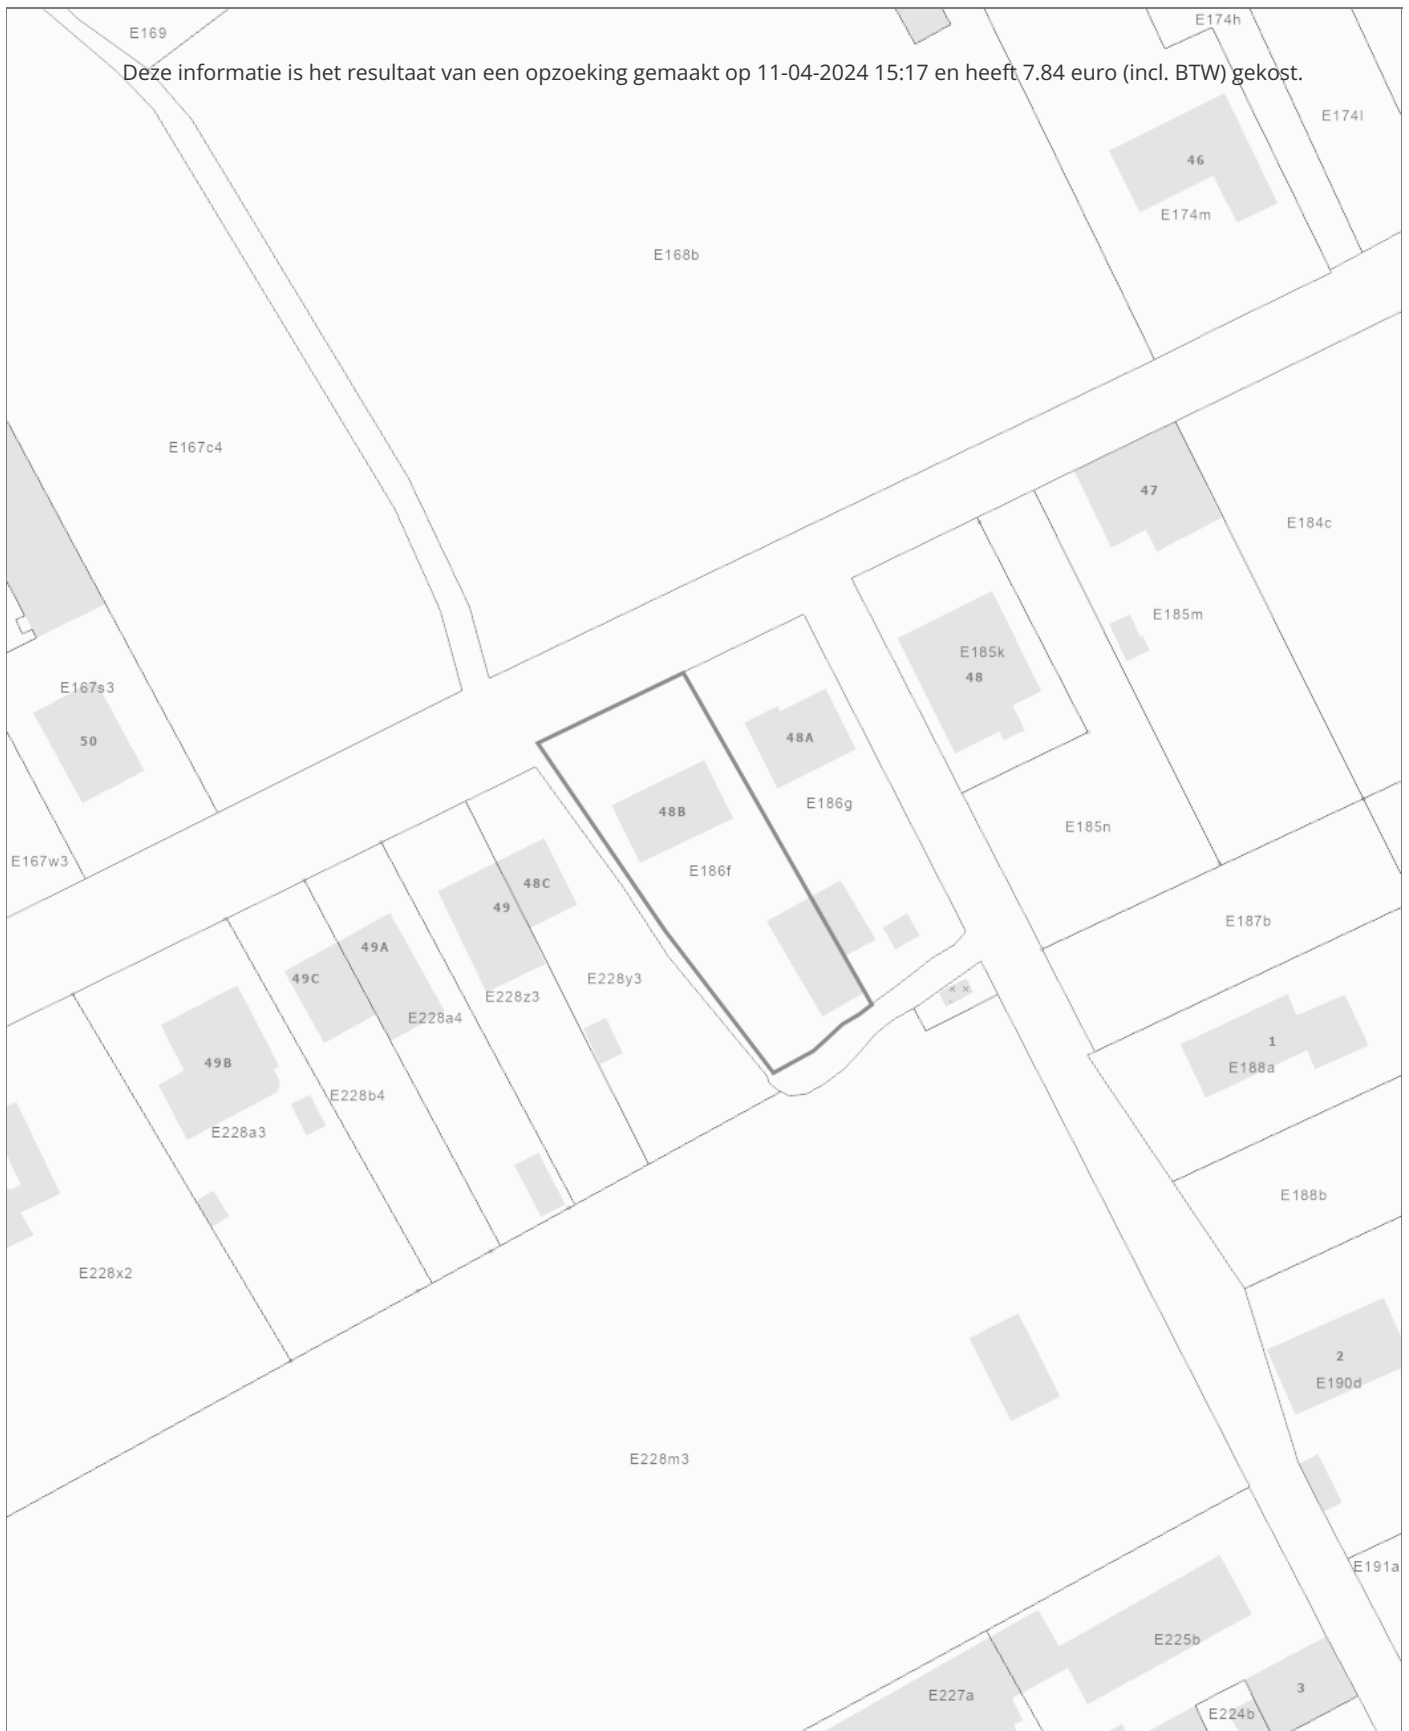 E169
E174h
Deze informatie is het resultaat van een opzoeking gemaakt op 11-04-2024 15:17 en heeft 7.84 euro (incl. BTW) gekost.
E174l
46
E174m
E168b
E167c4
47
E184c
E185m
E185k
48
E167s3
50
48A
E186g
48B
E185n
E167w3
E186f
48C
49
E187b
49A
49C
E228y3
E228z3
E228a4
1
E188a
49B
E228b4
E228a3
E188b
E228x2
2
E190d
E228m3
E191a
E225b
3
E227a
E224b